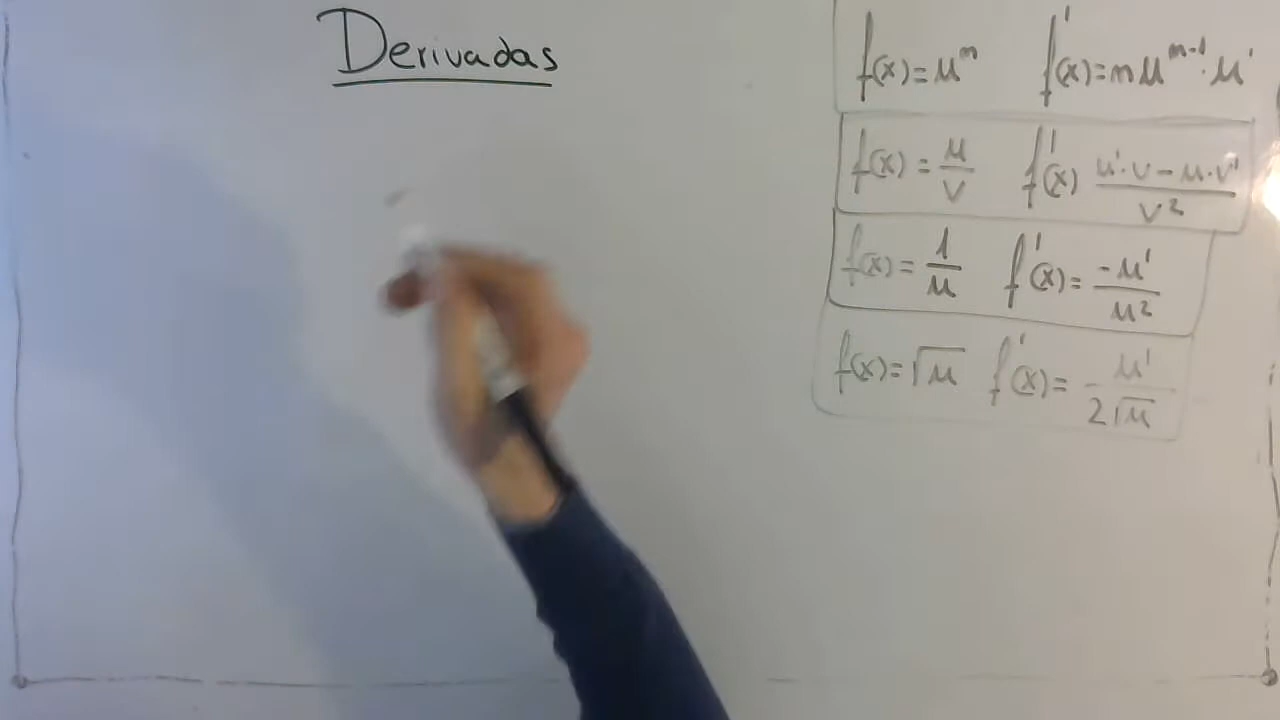 Derivadas
f(x) = u^n f'(x) = n u^{n-1} · u'
f(x) = u/v f'(x) u'·v - u·v'/v²
f(x) = 1/u f'(x) = -u'/u²
f(x) = √u f'(x) = u'/2√u